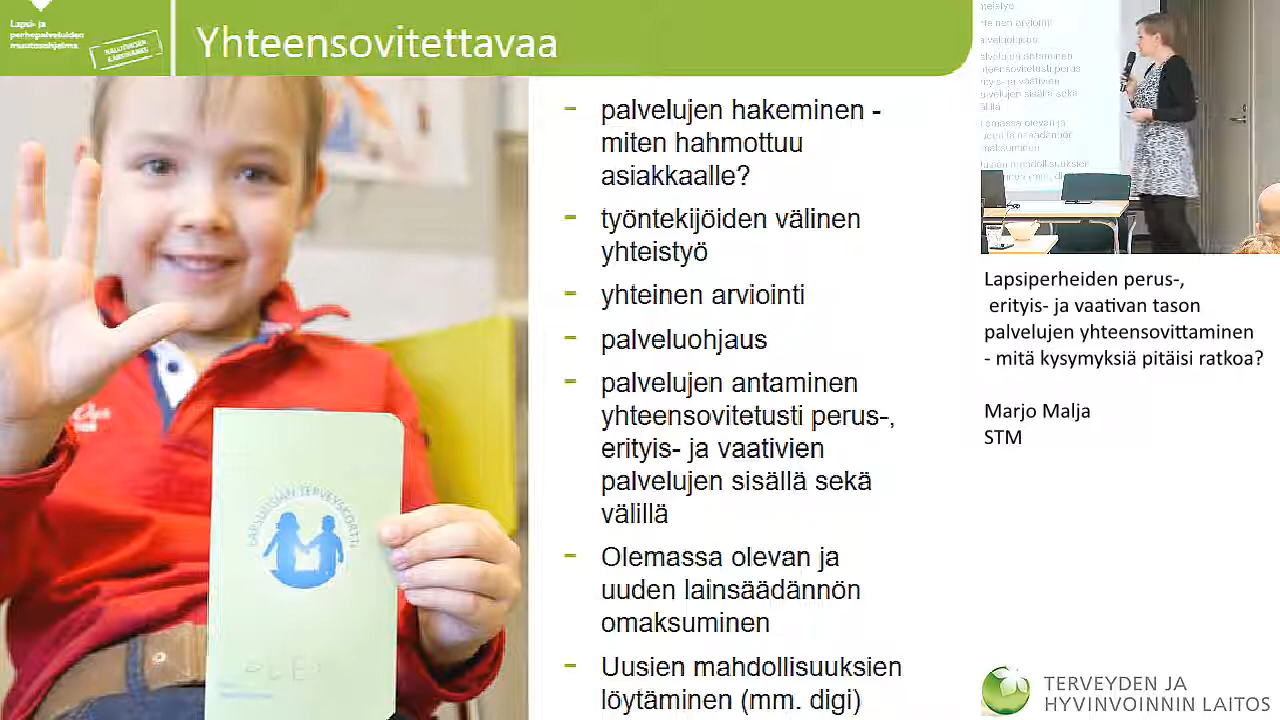 Lapsi- ja
perhepalveluiden
muutosohjelma
Yhteensovitettavaa
- palvelujen hakeminen -
miten hahmottuu
asiakkaalle?
- työntekijöiden välinen
yhteistyö
- yhteinen arviointi
- palveluohjaus
- palvelujen antaminen
yhteensovitetusti perus-,
erityis- ja vaativien
palvelujen sisällä sekä
välillä
- Olemassa olevan ja
uuden lainsäädännön
omaksuminen
- Uusien mahdollisuuksien
löytäminen (mm. digi)
LAPSUUSIÄN TERVEYSKORTTI
Lapsiperheiden perus-,
erityis- ja vaativan tason
palvelujen yhteensovittaminen
- mitä kysymyksiä pitäisi ratkoa?
Marjo Malja
STM
TERVEYDEN JA
HYVINVOINNIN LAITOS